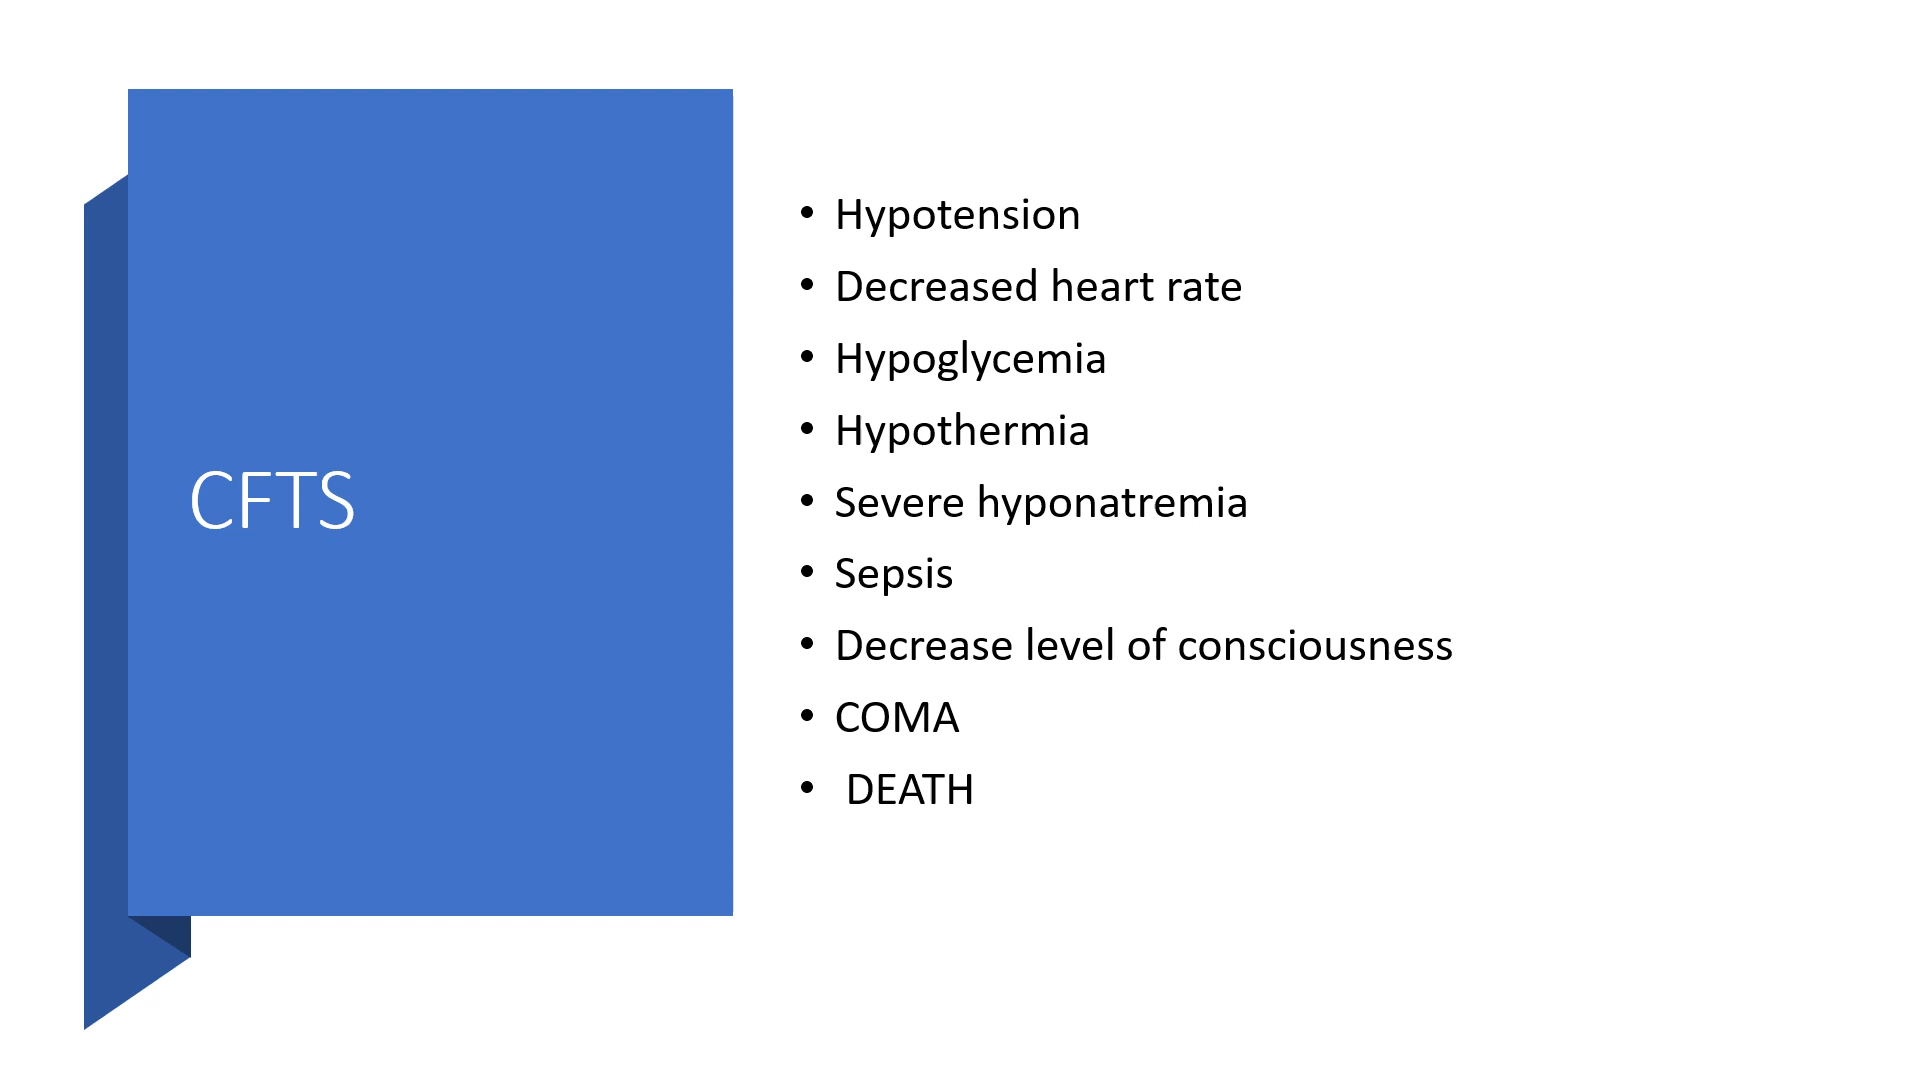 CFTS
• Hypotension
• Decreased heart rate
• Hypoglycemia
• Hypothermia
• Severe hyponatremia
• Sepsis
• Decrease level of consciousness
• COMA
• DEATH